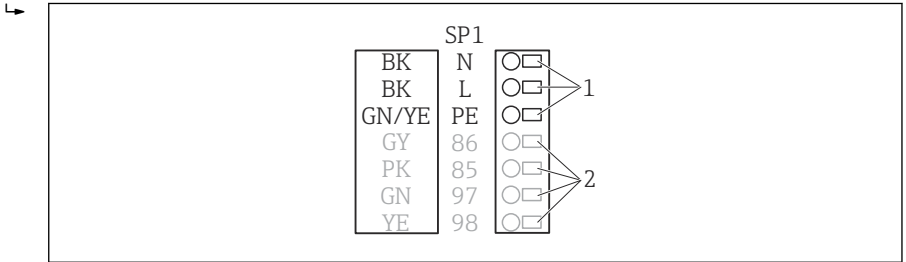 SP1
BK N
BK L 1
GN/YE PE
GY 86
PK 85 2
GN 97
YE 98